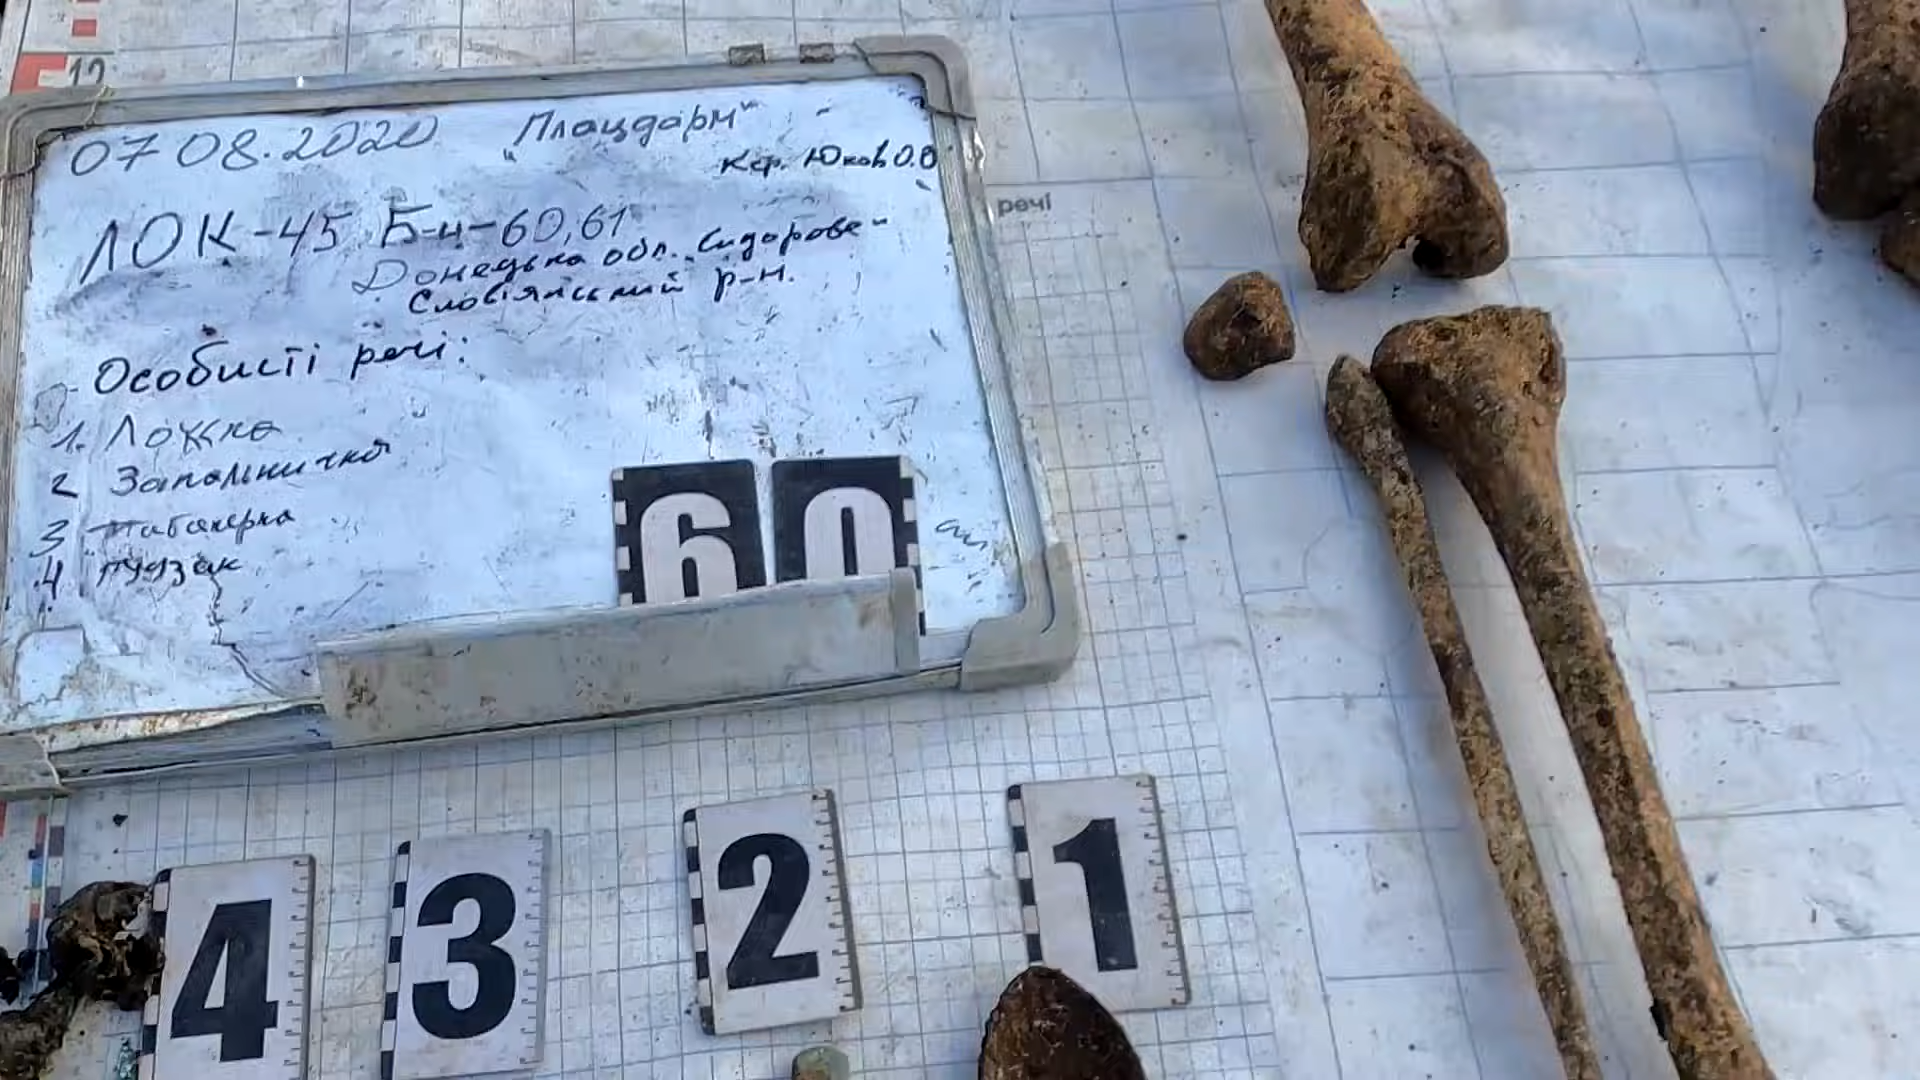 12
07 08.2020 "Плацдарм"
Кер. Юков О.О
ЛОК-45 Б-ц-60,61
Донецька обл. "Сидорове"
Слов'янський р-н.
Особисті речі:
1. Ложка
2 Запальничка
3 Табакерка
4 Гудзик
60
речі
4 3 2 1